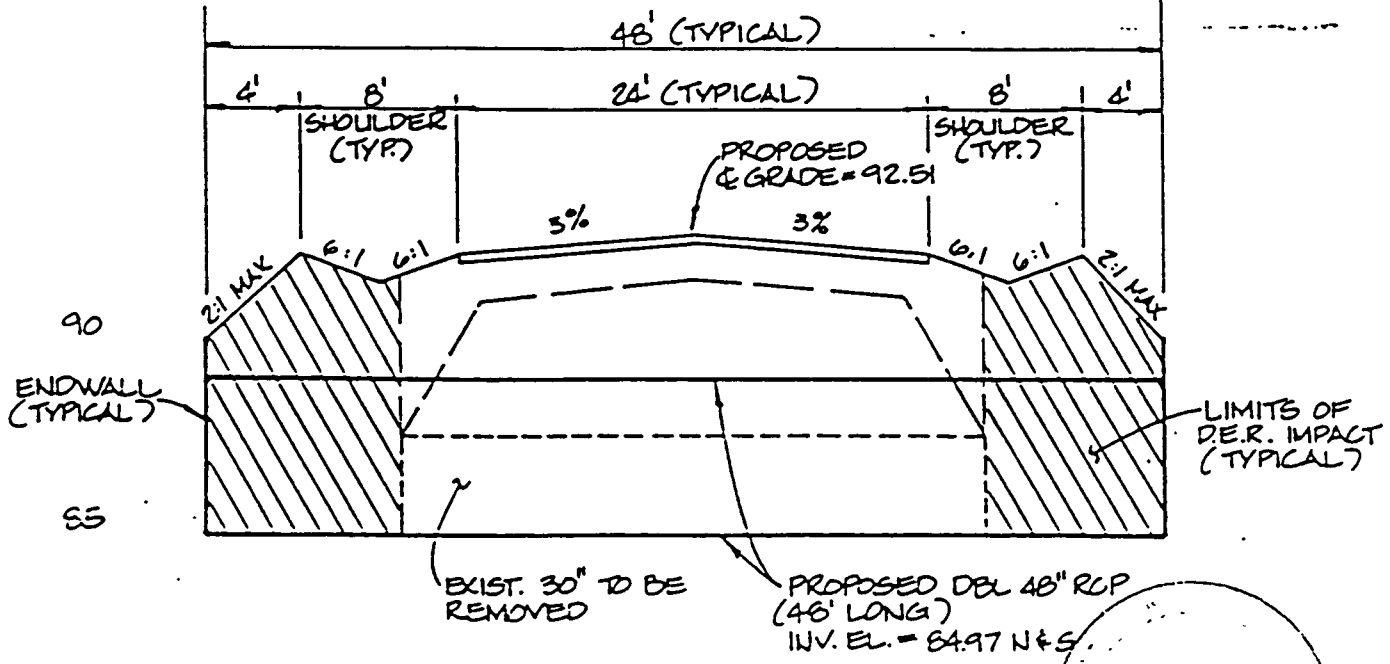 48' (TYPICAL)
4' 8' 24' (TYPICAL) 8' 4'
SHOULDER
(TYP.)
SHOULDER
(TYP.)
PROPOSED
℄ GRADE = 92.51
3% 3%
2:1 MAX 6:1 6:1 6:1 6:1 2:1 MAX
90
ENDWALL
(TYPICAL)
LIMITS OF
D.E.R. IMPACT
(TYPICAL)
85
EXIST. 30" TO BE
REMOVED
PROPOSED DBL 48" RCP
(48' LONG)
INV. EL. = 84.97 N & S